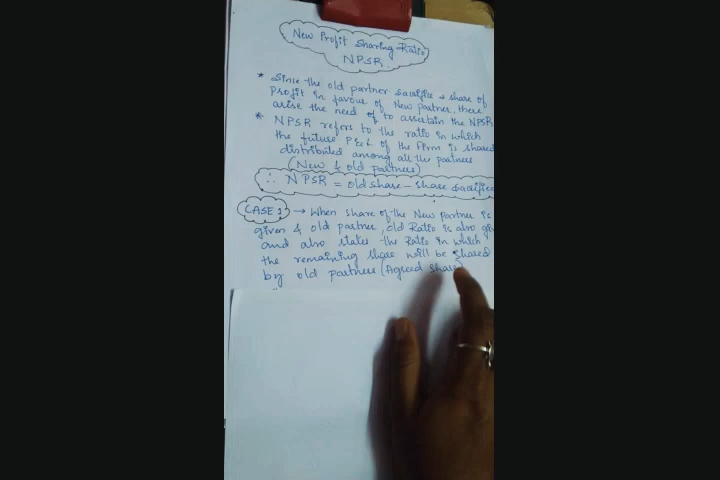 New Profit Sharing Ratio
NPSR.
* Since the old partner sacrifice share of
Profit in favour of New partner, there
arise the need of to assertain the NPSR
* NPSR refers to the ratio in which
the future P&L of the firm is shared
distributed among all the partners
(New & old partners)
∴ NPSR = old share - share sacrifice
CASE 1 → When share of the New partner is
given & old partner, old Ratio is also
and also states the Ratio in which
the remaining share will be shared
by old partners (Agreed share)